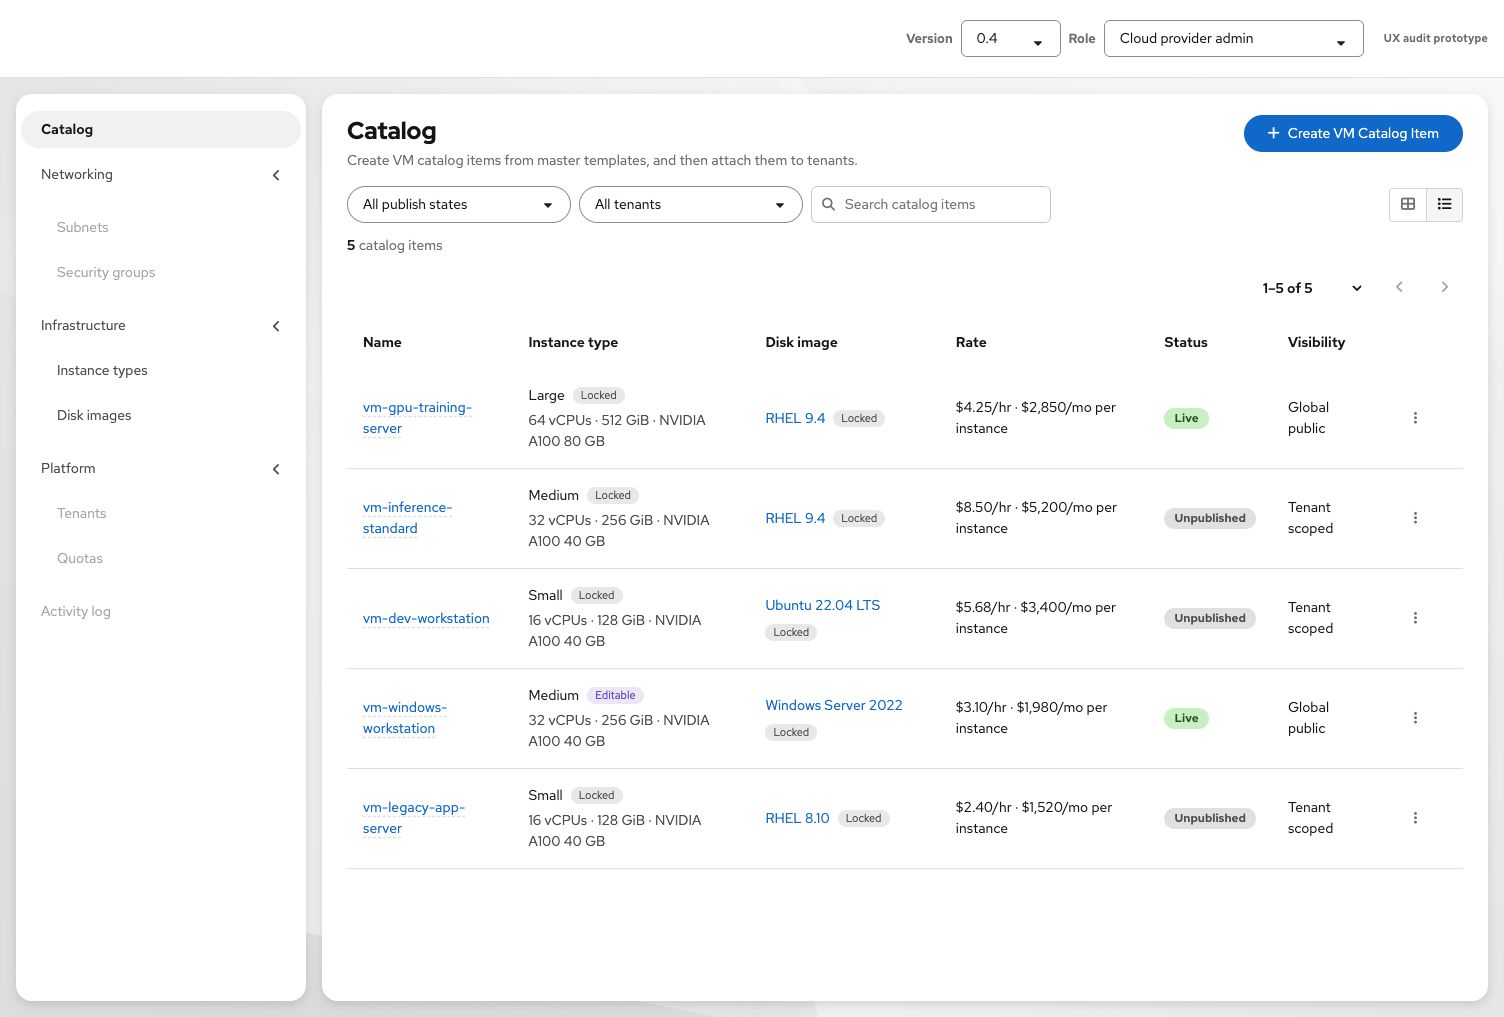 Version 0.4 Role Cloud provider admin UX audit prototype
Catalog
Networking
Subnets
Security groups
Infrastructure
Instance types
Disk images
Platform
Tenants
Quotas
Activity log
Catalog
Create VM Catalog Item
Create VM catalog items from master templates, and then attach them to tenants.
All publish states All tenants Search catalog items
5 catalog items
1–5 of 5
Name Instance type Disk image Rate Status Visibility
vm-gpu-training-
server
Large Locked
64 vCPUs · 512 GiB · NVIDIA
A100 80 GB
RHEL 9.4 Locked
$4.25/hr · $2,850/mo per
instance
Live
Global
public
vm-inference-
standard
Medium Locked
32 vCPUs · 256 GiB · NVIDIA
A100 40 GB
RHEL 9.4 Locked
$8.50/hr · $5,200/mo per
instance
Unpublished
Tenant
scoped
vm-dev-workstation
Small Locked
16 vCPUs · 128 GiB · NVIDIA
A100 40 GB
Ubuntu 22.04 LTS
Locked
$5.68/hr · $3,400/mo per
instance
Unpublished
Tenant
scoped
vm-windows-
workstation
Medium Editable
32 vCPUs · 256 GiB · NVIDIA
A100 40 GB
Windows Server 2022
Locked
$3.10/hr · $1,980/mo per
instance
Live
Global
public
vm-legacy-app-
server
Small Locked
16 vCPUs · 128 GiB · NVIDIA
A100 40 GB
RHEL 8.10 Locked
$2.40/hr · $1,520/mo per
instance
Unpublished
Tenant
scoped